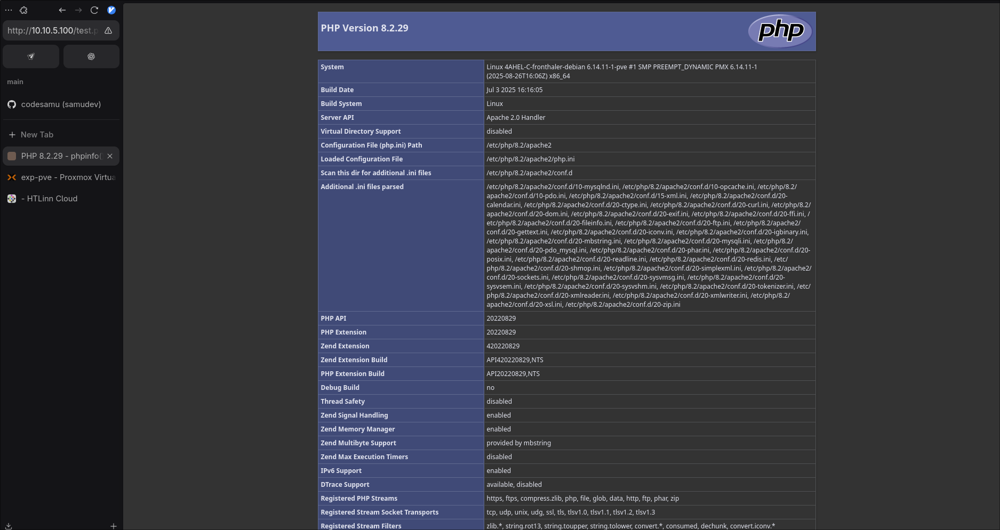 http://10.10.5.100/test.p
main
codesamu (samudev)
New Tab
PHP 8.2.29 - phpinfo(
exp-pve - Proxmox Virtua
- HTLinn Cloud
PHP Version 8.2.29
php
System
Linux 4AHEL-C-fronthaler-debian 6.14.11-1-pve #1 SMP PREEMPT_DYNAMIC PMX 6.14.11-1
(2025-08-26T16:06Z) x86_64
Build Date
Jul 3 2025 16:16:05
Build System
Linux
Server API
Apache 2.0 Handler
Virtual Directory Support
disabled
Configuration File (php.ini) Path
/etc/php/8.2/apache2
Loaded Configuration File
/etc/php/8.2/apache2/php.ini
Scan this dir for additional .ini files
/etc/php/8.2/apache2/conf.d
Additional .ini files parsed
/etc/php/8.2/apache2/conf.d/10-mysqlnd.ini, /etc/php/8.2/apache2/conf.d/10-opcache.ini, /etc/php/8.2/
apache2/conf.d/10-pdo.ini, /etc/php/8.2/apache2/conf.d/15-xml.ini, /etc/php/8.2/apache2/conf.d/20-
calendar.ini, /etc/php/8.2/apache2/conf.d/20-ctype.ini, /etc/php/8.2/apache2/conf.d/20-curl.ini, /etc/php/8.2/
apache2/conf.d/20-dom.ini, /etc/php/8.2/apache2/conf.d/20-exif.ini, /etc/php/8.2/apache2/conf.d/20-ffi.ini, /
etc/php/8.2/apache2/conf.d/20-fileinfo.ini, /etc/php/8.2/apache2/conf.d/20-ftp.ini, /etc/php/8.2/apache2/
conf.d/20-gettext.ini, /etc/php/8.2/apache2/conf.d/20-iconv.ini, /etc/php/8.2/apache2/conf.d/20-igbinary.ini,
/etc/php/8.2/apache2/conf.d/20-mbstring.ini, /etc/php/8.2/apache2/conf.d/20-mysqli.ini, /etc/php/8.2/
apache2/conf.d/20-pdo_mysql.ini, /etc/php/8.2/apache2/conf.d/20-phar.ini, /etc/php/8.2/apache2/conf.d/20-
posix.ini, /etc/php/8.2/apache2/conf.d/20-readline.ini, /etc/php/8.2/apache2/conf.d/20-redis.ini, /etc/
php/8.2/apache2/conf.d/20-shmop.ini, /etc/php/8.2/apache2/conf.d/20-simplexml.ini, /etc/php/8.2/apache2/
conf.d/20-sockets.ini, /etc/php/8.2/apache2/conf.d/20-sysvmsg.ini, /etc/php/8.2/apache2/conf.d/20-
sysvsem.ini, /etc/php/8.2/apache2/conf.d/20-sysvshm.ini, /etc/php/8.2/apache2/conf.d/20-tokenizer.ini, /etc/
php/8.2/apache2/conf.d/20-xmlreader.ini, /etc/php/8.2/apache2/conf.d/20-xmlwriter.ini, /etc/php/8.2/
apache2/conf.d/20-xsl.ini, /etc/php/8.2/apache2/conf.d/20-zip.ini
PHP API
20220829
PHP Extension
20220829
Zend Extension
420220829
Zend Extension Build
API420220829,NTS
PHP Extension Build
API20220829,NTS
Debug Build
no
Thread Safety
disabled
Zend Signal Handling
enabled
Zend Memory Manager
enabled
Zend Multibyte Support
provided by mbstring
Zend Max Execution Timers
disabled
IPv6 Support
enabled
DTrace Support
available, disabled
Registered PHP Streams
https, ftps, compress.zlib, php, file, glob, data, http, ftp, phar, zip
Registered Stream Socket Transports
tcp, udp, unix, udg, ssl, tls, tlsv1.0, tlsv1.1, tlsv1.2, tlsv1.3
Registered Stream Filters
zlib.*, string.rot13, string.toupper, string.tolower, convert.*, consumed, dechunk, convert.iconv.*